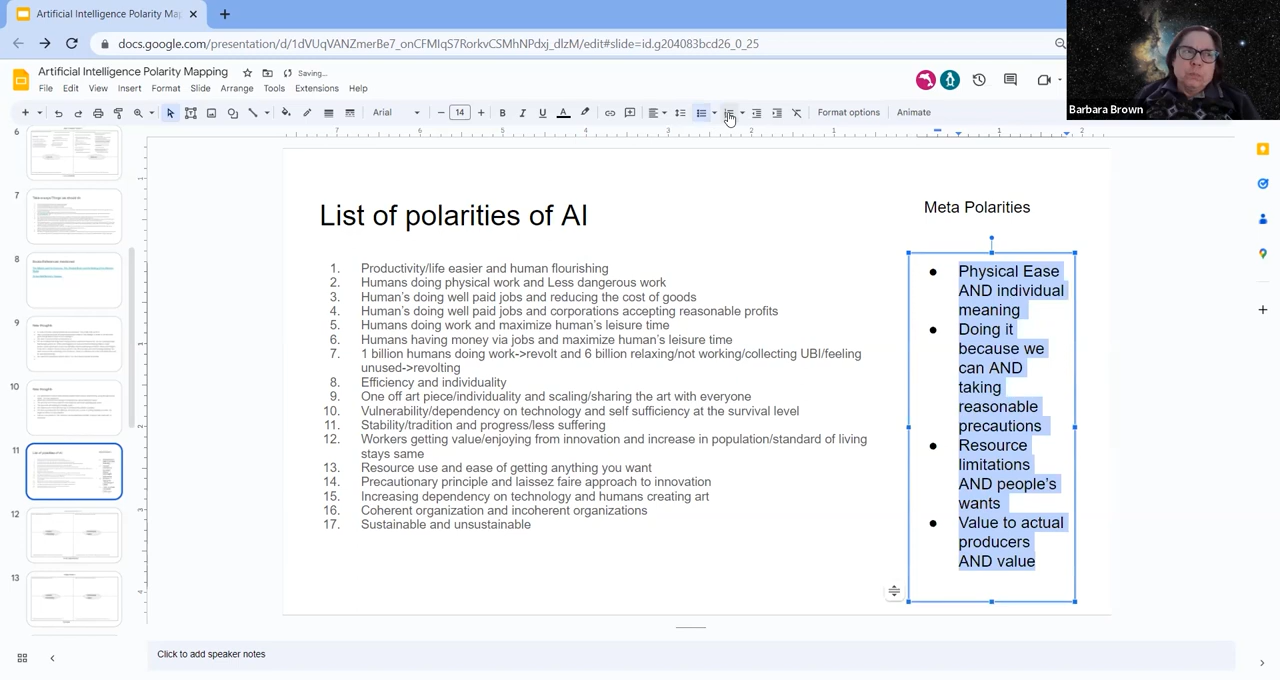 Artificial Intelligence Polarity Ma
docs.google.com/presentation/d/1dVUqVANZmerBe7_onCFMIqS7RorkvCSMhNPdxj_dlzM/edit#slide=id.g204083bcd26_0_25
Artificial Intelligence Polarity Mapping
Saving...
File Edit View Insert Format Slide Arrange Tools Extensions Help
Arial
14
Format options
Animate
Barbara Brown
List of polarities of AI
1. Productivity/life easier and human flourishing
2. Humans doing physical work and Less dangerous work
3. Human's doing well paid jobs and reducing the cost of goods
4. Human's doing well paid jobs and corporations accepting reasonable profits
5. Humans doing work and maximize human's leisure time
6. Humans having more paid jobs and maximize human's leisure time
7. 1 billion humans doing work->revolt and 6 billion relaxing/not working/collecting UBI/feeling
unused->revolting
8. Efficiency and individuality
9. One off art piece/individuality and scaling/sharing the art with everyone
10. Vulnerability/dependency on technology and self sufficiency at the survival level
11. Stability/tradition and progress/less suffering
12. Workers getting value/enjoying from innovation and increase in population/standard of living
stays same
13. Resource use and ease of getting anything you want
14. Precautionary principle and laissez faire approach to innovation
15. Increasing dependency on technology and humans creating art
16. Coherent organization and incoherent organizations
17. Sustainable and unsustainable
Meta Polarities
● Physical Ease
AND individual
meaning
● Doing it
because we
can AND
taking
reasonable
precautions
● Resource
limitations
AND people's
wants
● Value to actual
producers
AND value
6
7
8
9
10
11
12
13
Click to add speaker notes